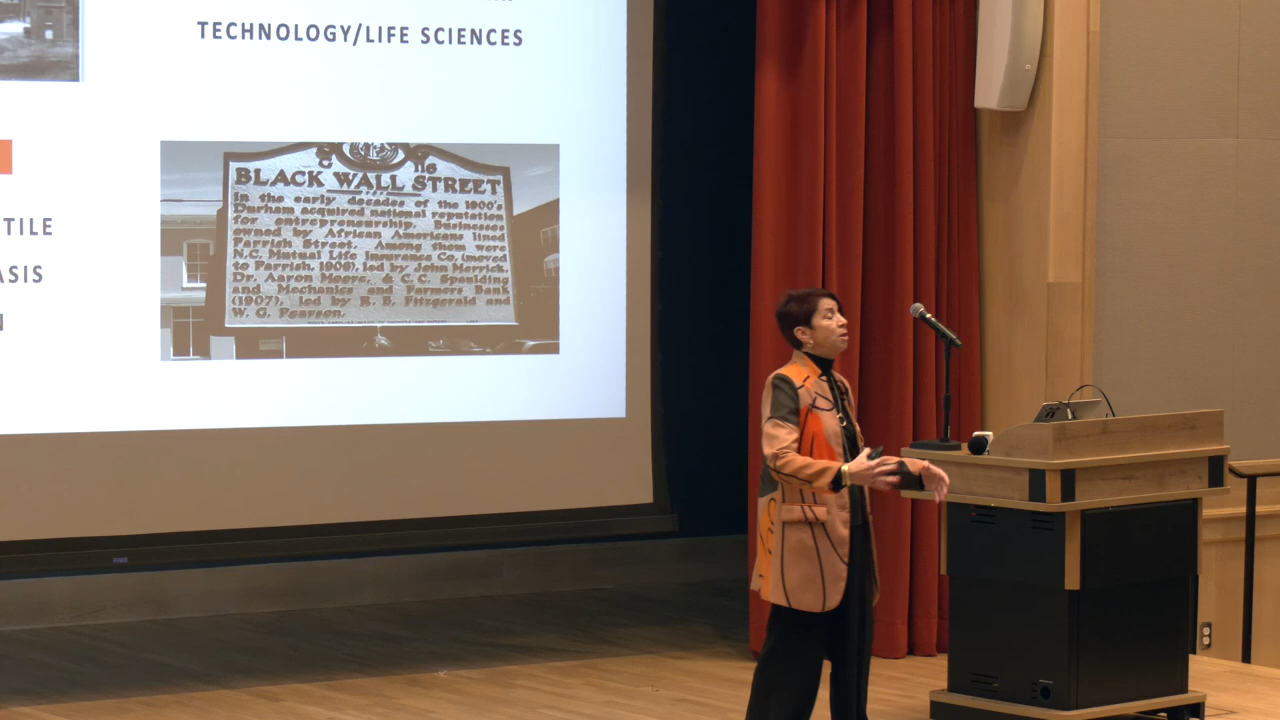 TECHNOLOGY/LIFE SCIENCES
TILE
ASIS
N
BLACK WALL STREET
In the early decades of the 1900's
Durham acquired national reputation
for entrepreneurship. Businesses
owned by African Americans lined
Parrish Street. Among them were
N.C. Mutual Life Insurance Co. (moved
to Parrish, 1906), led by John Merrick,
Dr. Aaron Moore, & C.C. Spaulding
and Mechanics and Farmers Bank
(1907), led by R. B. Fitzgerald and
W. G. Pearson.